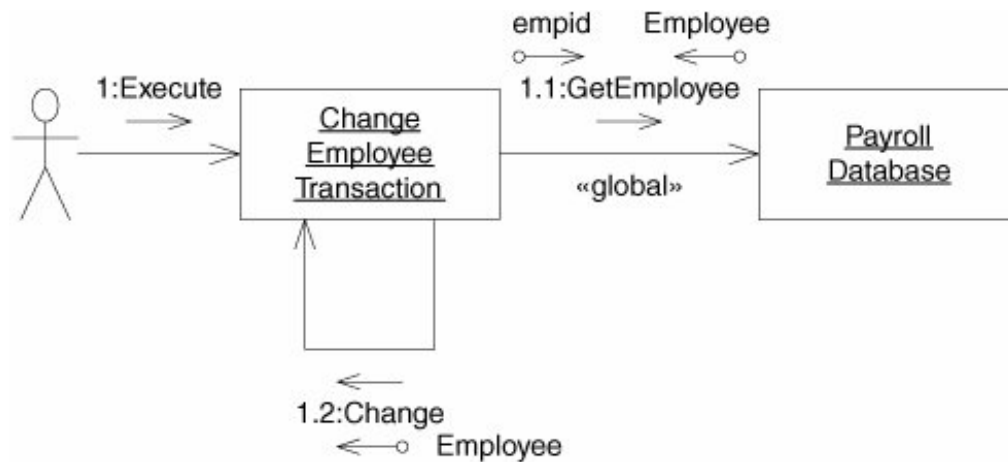 empid Employee
1:Execute
1.1:GetEmployee
Change
Employee
Transaction
Payroll
Database
«global»
1.2:Change
Employee